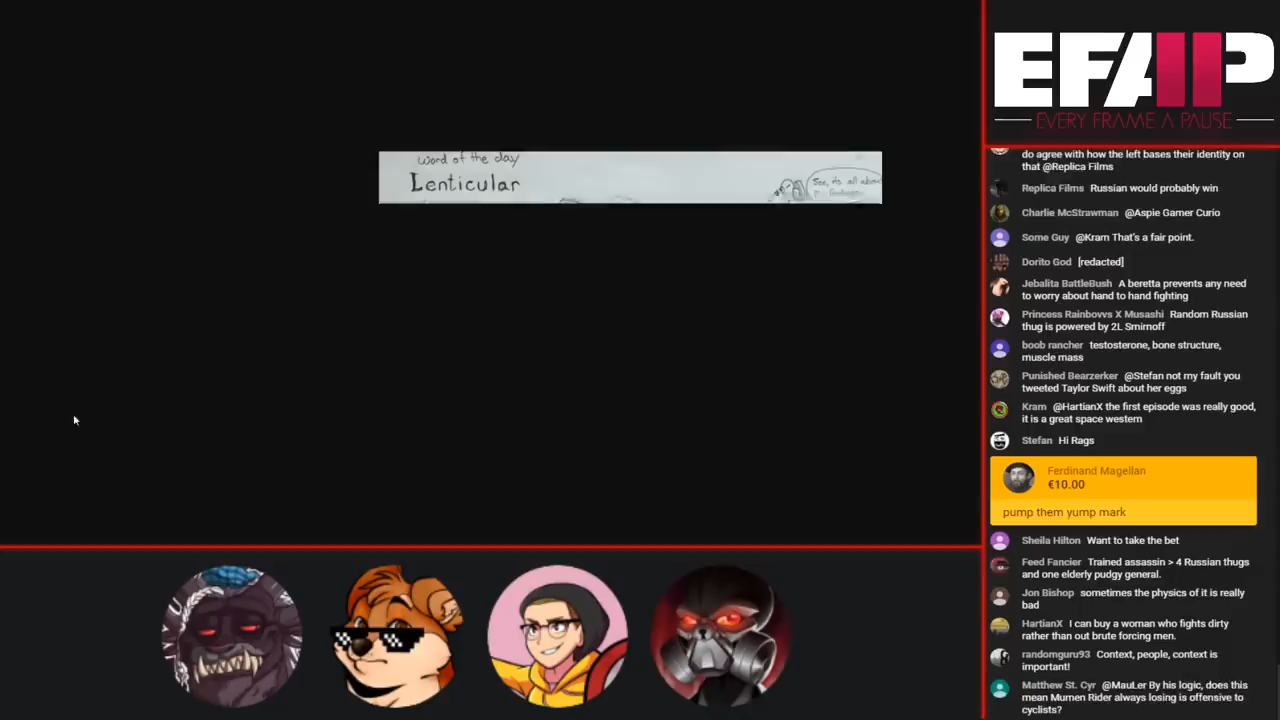 word of the day
Lenticular
See, its all about
EFAP
EVERY FRAME A PAUSE
do agree with how the left bases their identity on
that @Replica Films
Replica Films Russian would probably win
Charlie McStrawman @Aspie Gamer Curio
Some Guy @Kram That's a fair point.
Dorito God [redacted]
Jebalita BattleBush A beretta prevents any need
to worry about hand to hand fighting
Princess Rainbovvs X Musashi Random Russian
thug is powered by 2L Smirnoff
boob rancher testosterone, bone structure,
muscle mass
Punished Bearzerker @Stefan not my fault you
tweeted Taylor Swift about her eggs
Kram @HartianX the first episode was really good,
it is a great space western
Stefan Hi Rags
Ferdinand Magellan
€10.00
pump them yump mark
Sheila Hilton Want to take the bet
Feed Fancier Trained assassin > 4 Russian thugs
and one elderly pudgy general.
Jon Bishop sometimes the physics of it is really
bad
HartianX I can buy a woman who fights dirty
rather than out brute forcing men.
randomguru93 Context, people, context is
important!
Matthew St. Cyr @MauLer By his logic, does this
mean Mumen Rider always losing is offensive to
cyclists?